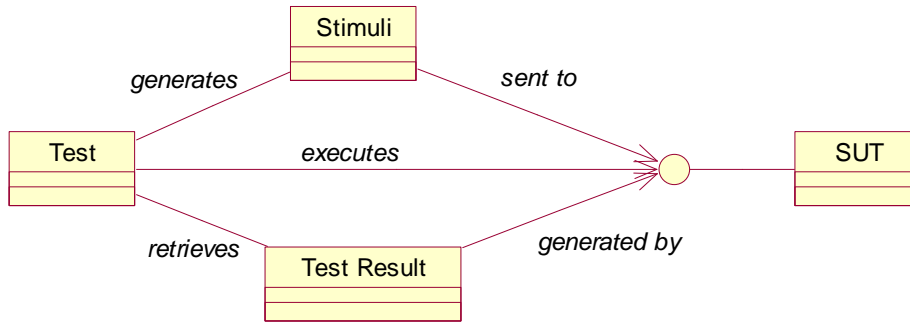 Stimuli
generates
sent to
Test
executes
SUT
retrieves
Test Result
generated by